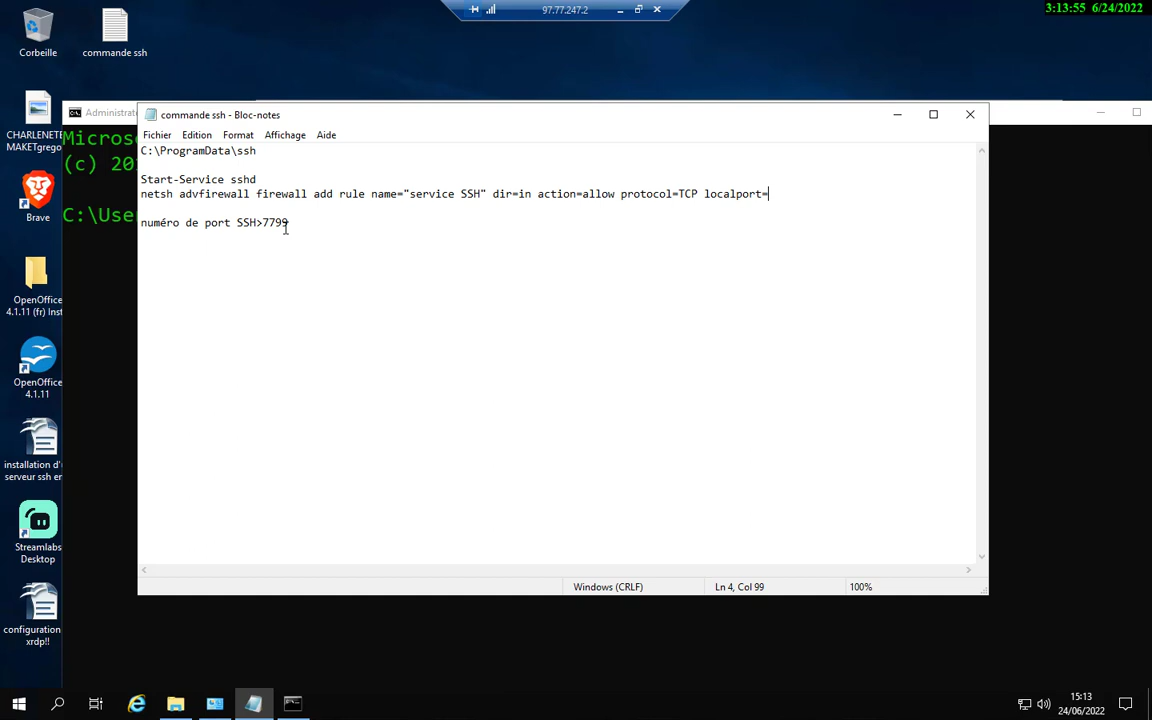 97.77.247.2
3:13:55 6/24/2022
Corbeille
commande ssh
CHARLENETE
MAKETgrego
Brave
OpenOffice
4.1.11 (fr) Inst
OpenOffice
4.1.11
installation d'u
serveur ssh en
Streamlabs
Desktop
configuration
xrdp!!
Administrat
Micros
(c) 20
C:\Use
commande ssh - Bloc-notes
Fichier Edition Format Affichage Aide
C:\ProgramData\ssh
Start-Service sshd
netsh advfirewall firewall add rule name="service SSH" dir=in action=allow protocol=TCP localport=
numéro de port SSH>7799
Windows (CRLF) Ln 4, Col 99 100%
15:13
24/06/2022